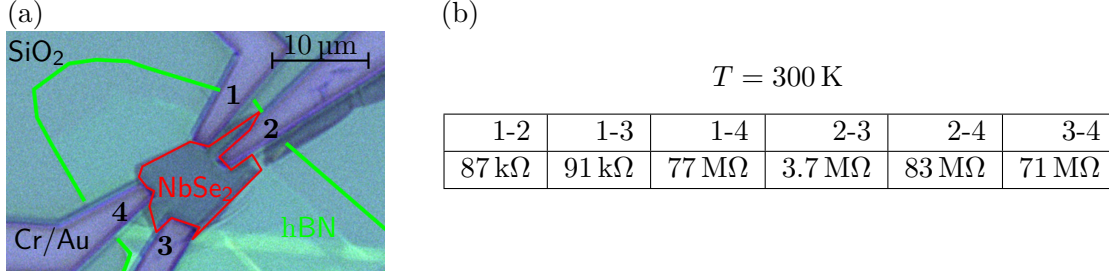 (a)
SiO₂
10 μm
1
2
NbSe₂
4
3
Cr/Au
hBN
(b)
T = 300 K
1-2 1-3 1-4 2-3 2-4 3-4
87 kΩ 91 kΩ 77 MΩ 3.7 MΩ 83 MΩ 71 MΩ